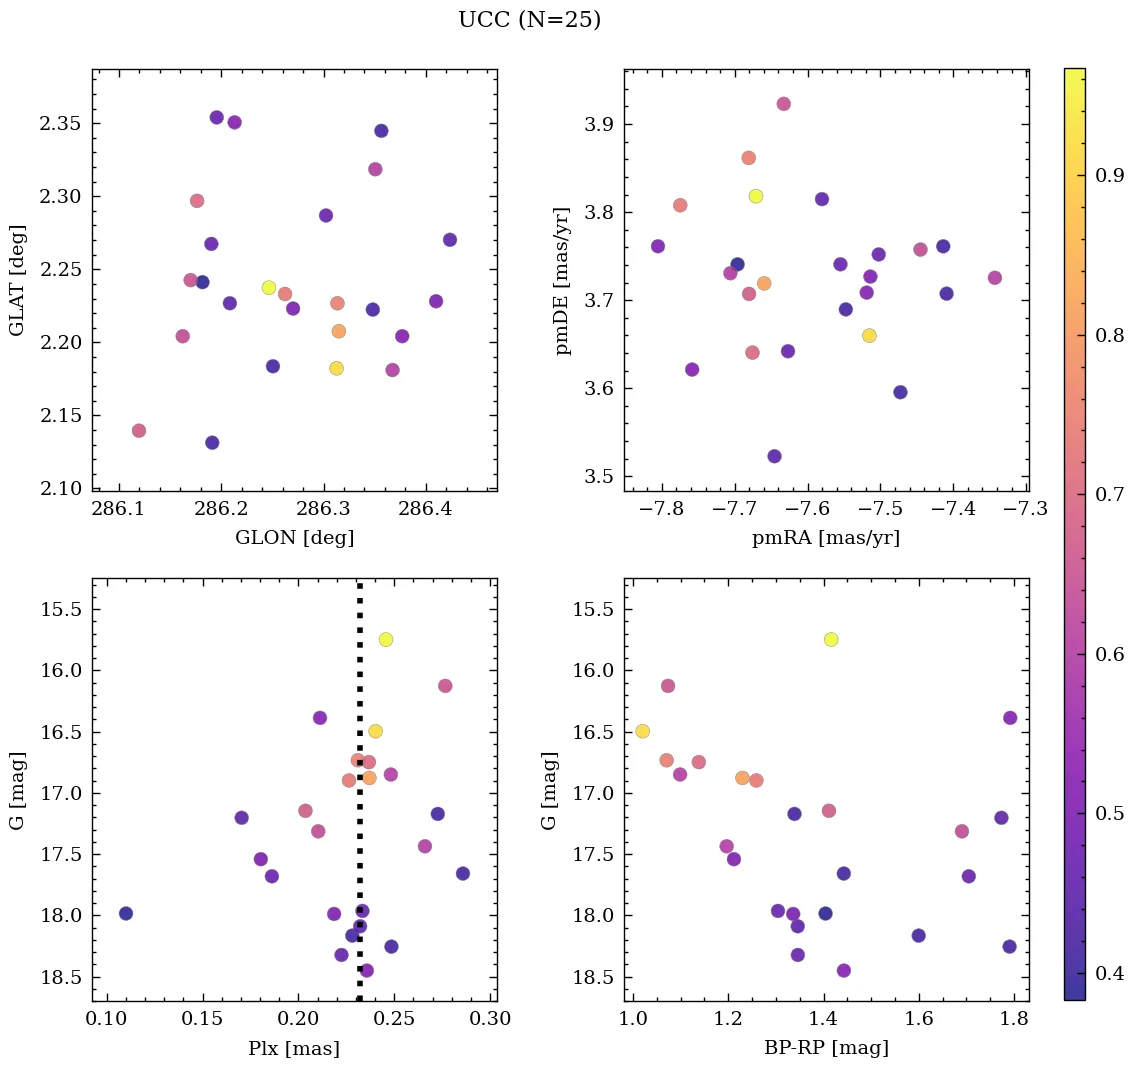 UCC (N=25)
2.35
2.30
2.25
2.20
2.15
2.10
GLAT [deg]
286.1 286.2 286.3 286.4
GLON [deg]
3.9
3.8
3.7
3.6
3.5
pmDE [mas/yr]
−7.8 −7.7 −7.6 −7.5 −7.4 −7.3
pmRA [mas/yr]
15.5
16.0
16.5
17.0
17.5
18.0
18.5
G [mag]
0.10 0.15 0.20 0.25 0.30
Plx [mas]
15.5
16.0
16.5
17.0
17.5
18.0
18.5
G [mag]
1.0 1.2 1.4 1.6 1.8
BP-RP [mag]
0.9
0.8
0.7
0.6
0.5
0.4